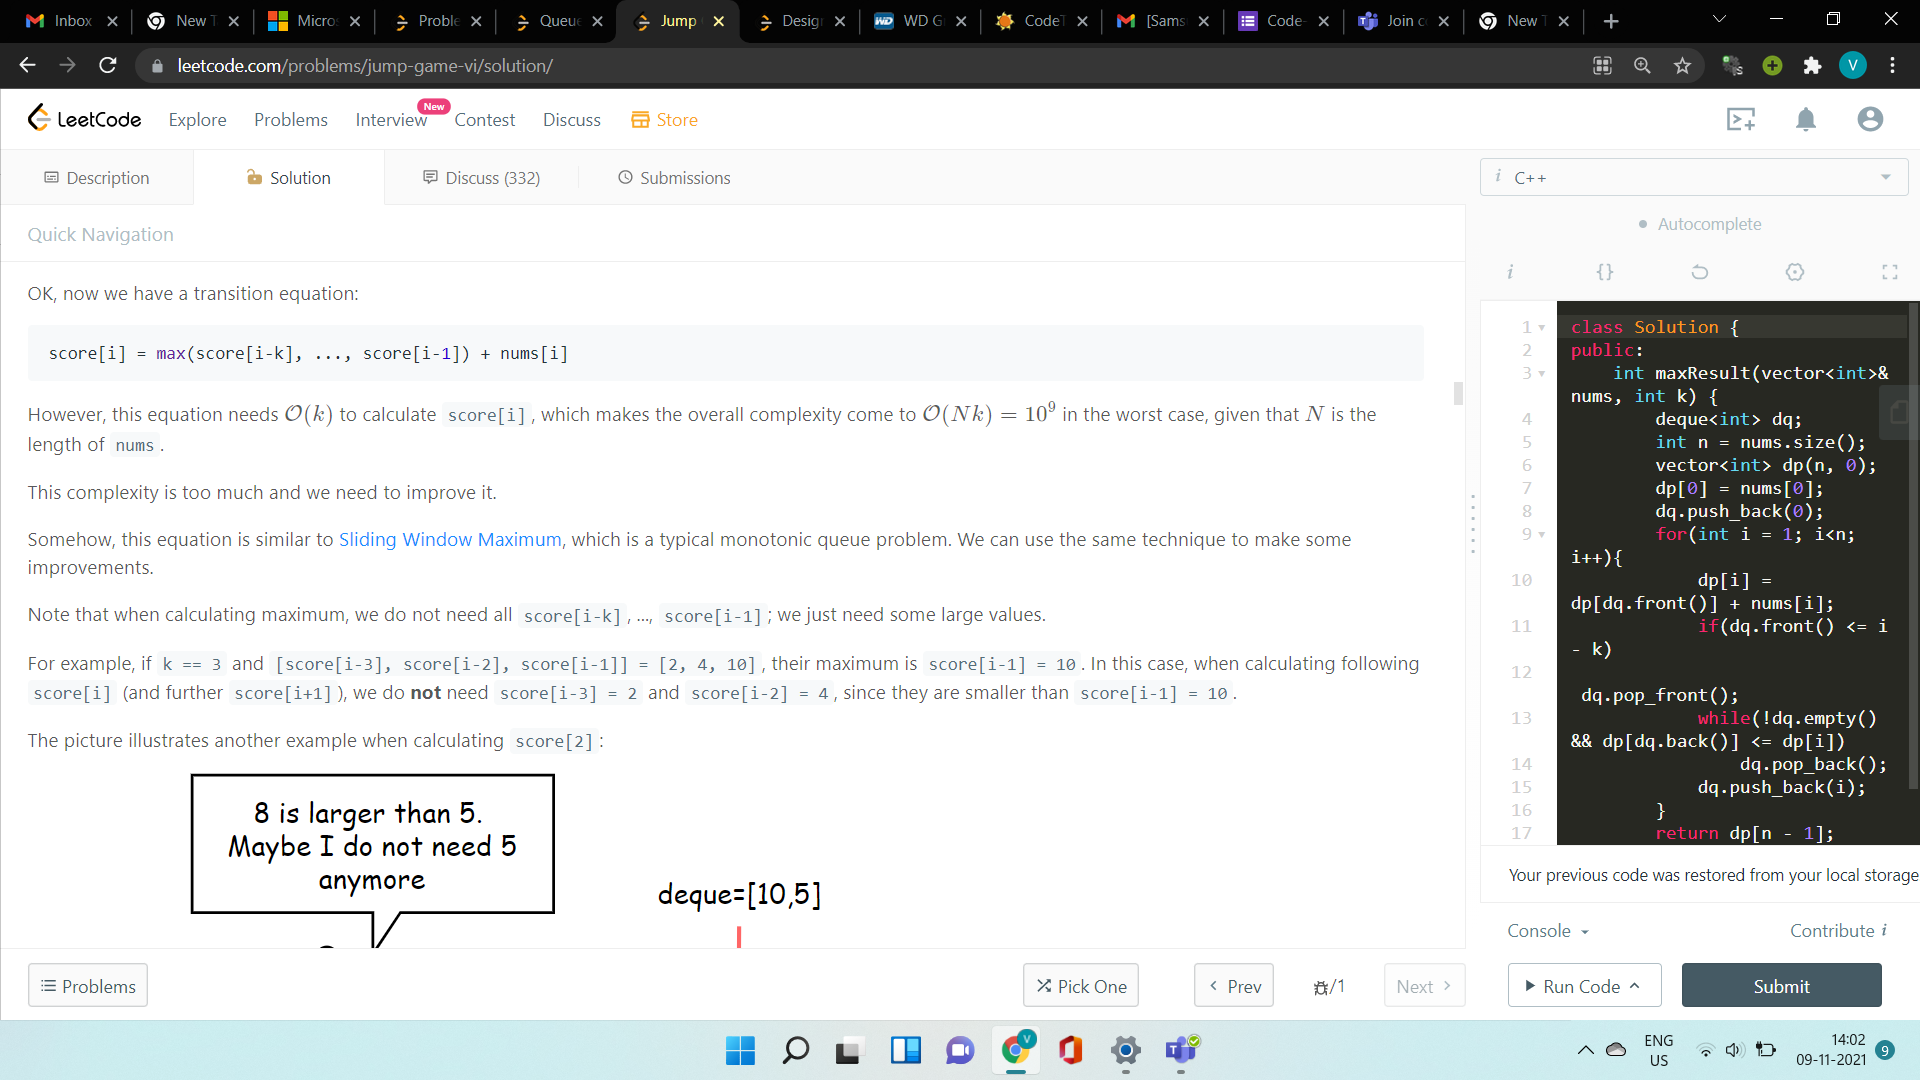 Inbox
New T
Micro
Proble
Queue
Jump
Design
WD G
CodeT
[Sams
Code-
Join c
New T
leetcode.com/problems/jump-game-vi/solution/
V
LeetCode
Explore
Problems
Interview
New
Contest
Discuss
Store
Description
Solution
Discuss (332)
Submissions
i C++
Quick Navigation
Autocomplete
i {}
OK, now we have a transition equation:
score[i] = max(score[i-k], ..., score[i-1]) + nums[i]
However, this equation needs O(k) to calculate score[i], which makes the overall complexity come to O(Nk) = 10⁹ in the worst case, given that N is the
length of nums.
This complexity is too much and we need to improve it.
Somehow, this equation is similar to Sliding Window Maximum, which is a typical monotonic queue problem. We can use the same technique to make some
improvements.
Note that when calculating maximum, we do not need all score[i-k], ..., score[i-1]; we just need some large values.
For example, if k == 3 and [score[i-3], score[i-2], score[i-1]] = [2, 4, 10], their maximum is score[i-1] = 10. In this case, when calculating following
score[i] (and further score[i+1]), we do not need score[i-3] = 2 and score[i-2] = 4, since they are smaller than score[i-1] = 10.
The picture illustrates another example when calculating score[2]:
8 is larger than 5.
Maybe I do not need 5
anymore
deque=[10,5]
1 class Solution {
2 public:
3 int maxResult(vector<int>&
nums, int k) {
4 deque<int> dq;
5 int n = nums.size();
6 vector<int> dp(n, 0);
7 dp[0] = nums[0];
8 dq.push_back(0);
9 for(int i = 1; i<n;
i++){
10 dp[i] =
dp[dq.front()] + nums[i];
11 if(dq.front() <= i
- k)
12
dq.pop_front();
13 while(!dq.empty()
&& dp[dq.back()] <= dp[i])
14 dq.pop_back();
15 dq.push_back(i);
16 }
17 return dp[n - 1];
Your previous code was restored from your local storage
Console
Contribute i
Problems
Pick One
Prev
/1
Next
Run Code
Submit
V
ENG
US
14:02
09-11-2021
9